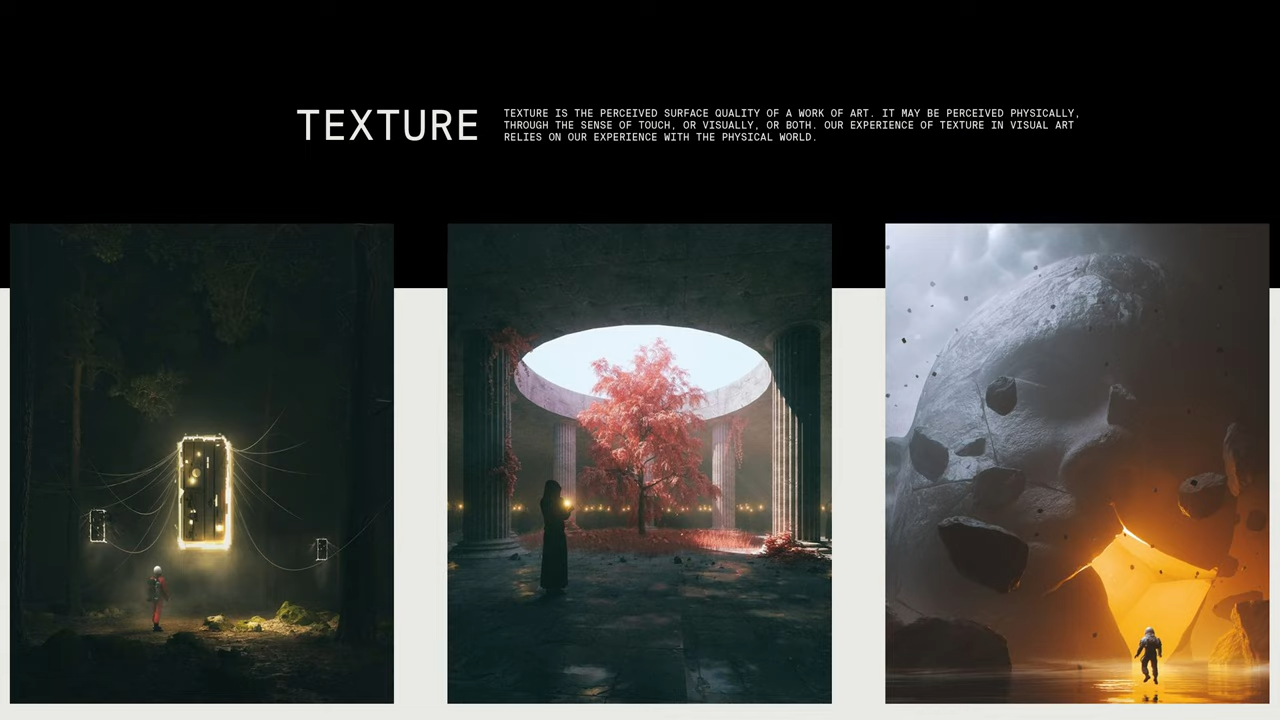 TEXTURE
TEXTURE IS THE PERCEIVED SURFACE QUALITY OF A WORK OF ART. IT MAY BE PERCEIVED PHYSICALLY,
THROUGH THE SENSE OF TOUCH, OR VISUALLY, OR BOTH. OUR EXPERIENCE OF TEXTURE IN VISUAL ART
RELIES ON OUR EXPERIENCE WITH THE PHYSICAL WORLD.